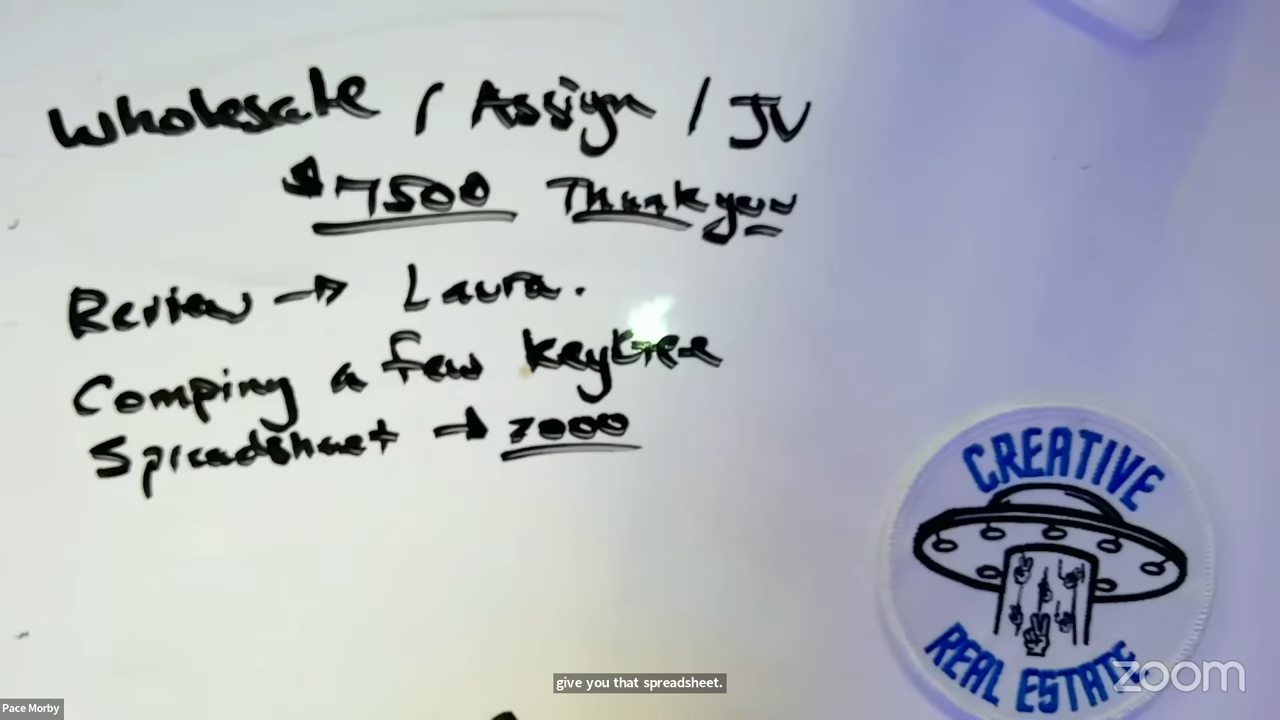 Wholesale / Assign / JV
$7500 Thank you
Review → Laura.
Comping a few keytree
Spreadsheet → 7000
CREATIVE
REAL ESTATE
zoom
give you that spreadsheet.
Pace Morby